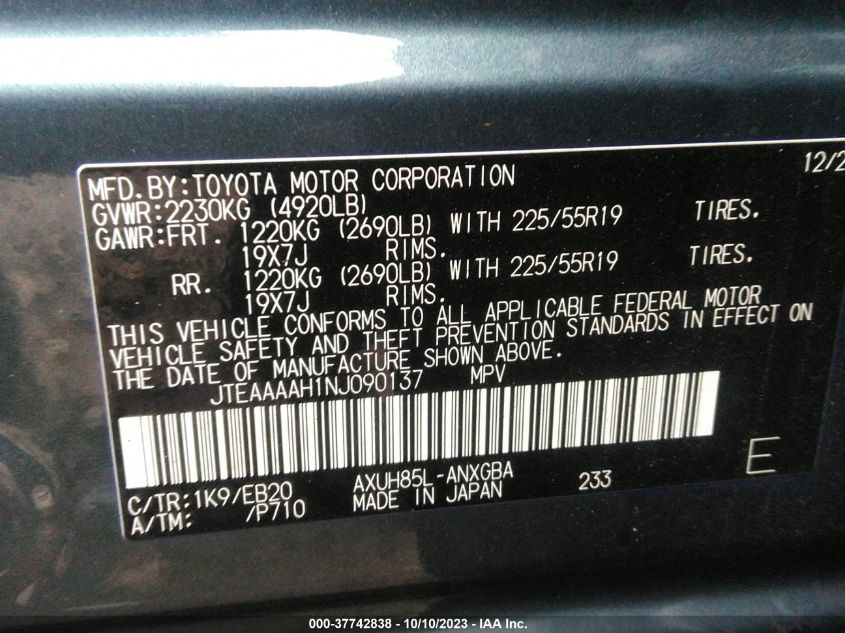 12/2
MFD.BY:TOYOTA MOTOR CORPORATION
GVWR:2230KG (4920LB)
GAWR:FRT. 1220KG (2690LB) WITH 225/55R19 TIRES.
19X7J RIMS.
RR. 1220KG (2690LB) WITH 225/55R19 TIRES.
19X7J RIMS.
THIS VEHICLE CONFORMS TO ALL APPLICABLE FEDERAL MOTOR
VEHICLE SAFETY AND THEFT PREVENTION STANDARDS IN EFFECT ON
THE DATE OF MANUFACTURE SHOWN ABOVE.
JTEAAAAH1NJ090137 MPV
C/TR:1K9/EB20 AXUH85L-ANXGBA 233 E
A/TM: /P710 MADE IN JAPAN
000-37742838 - 10/10/2023 - IAA Inc.